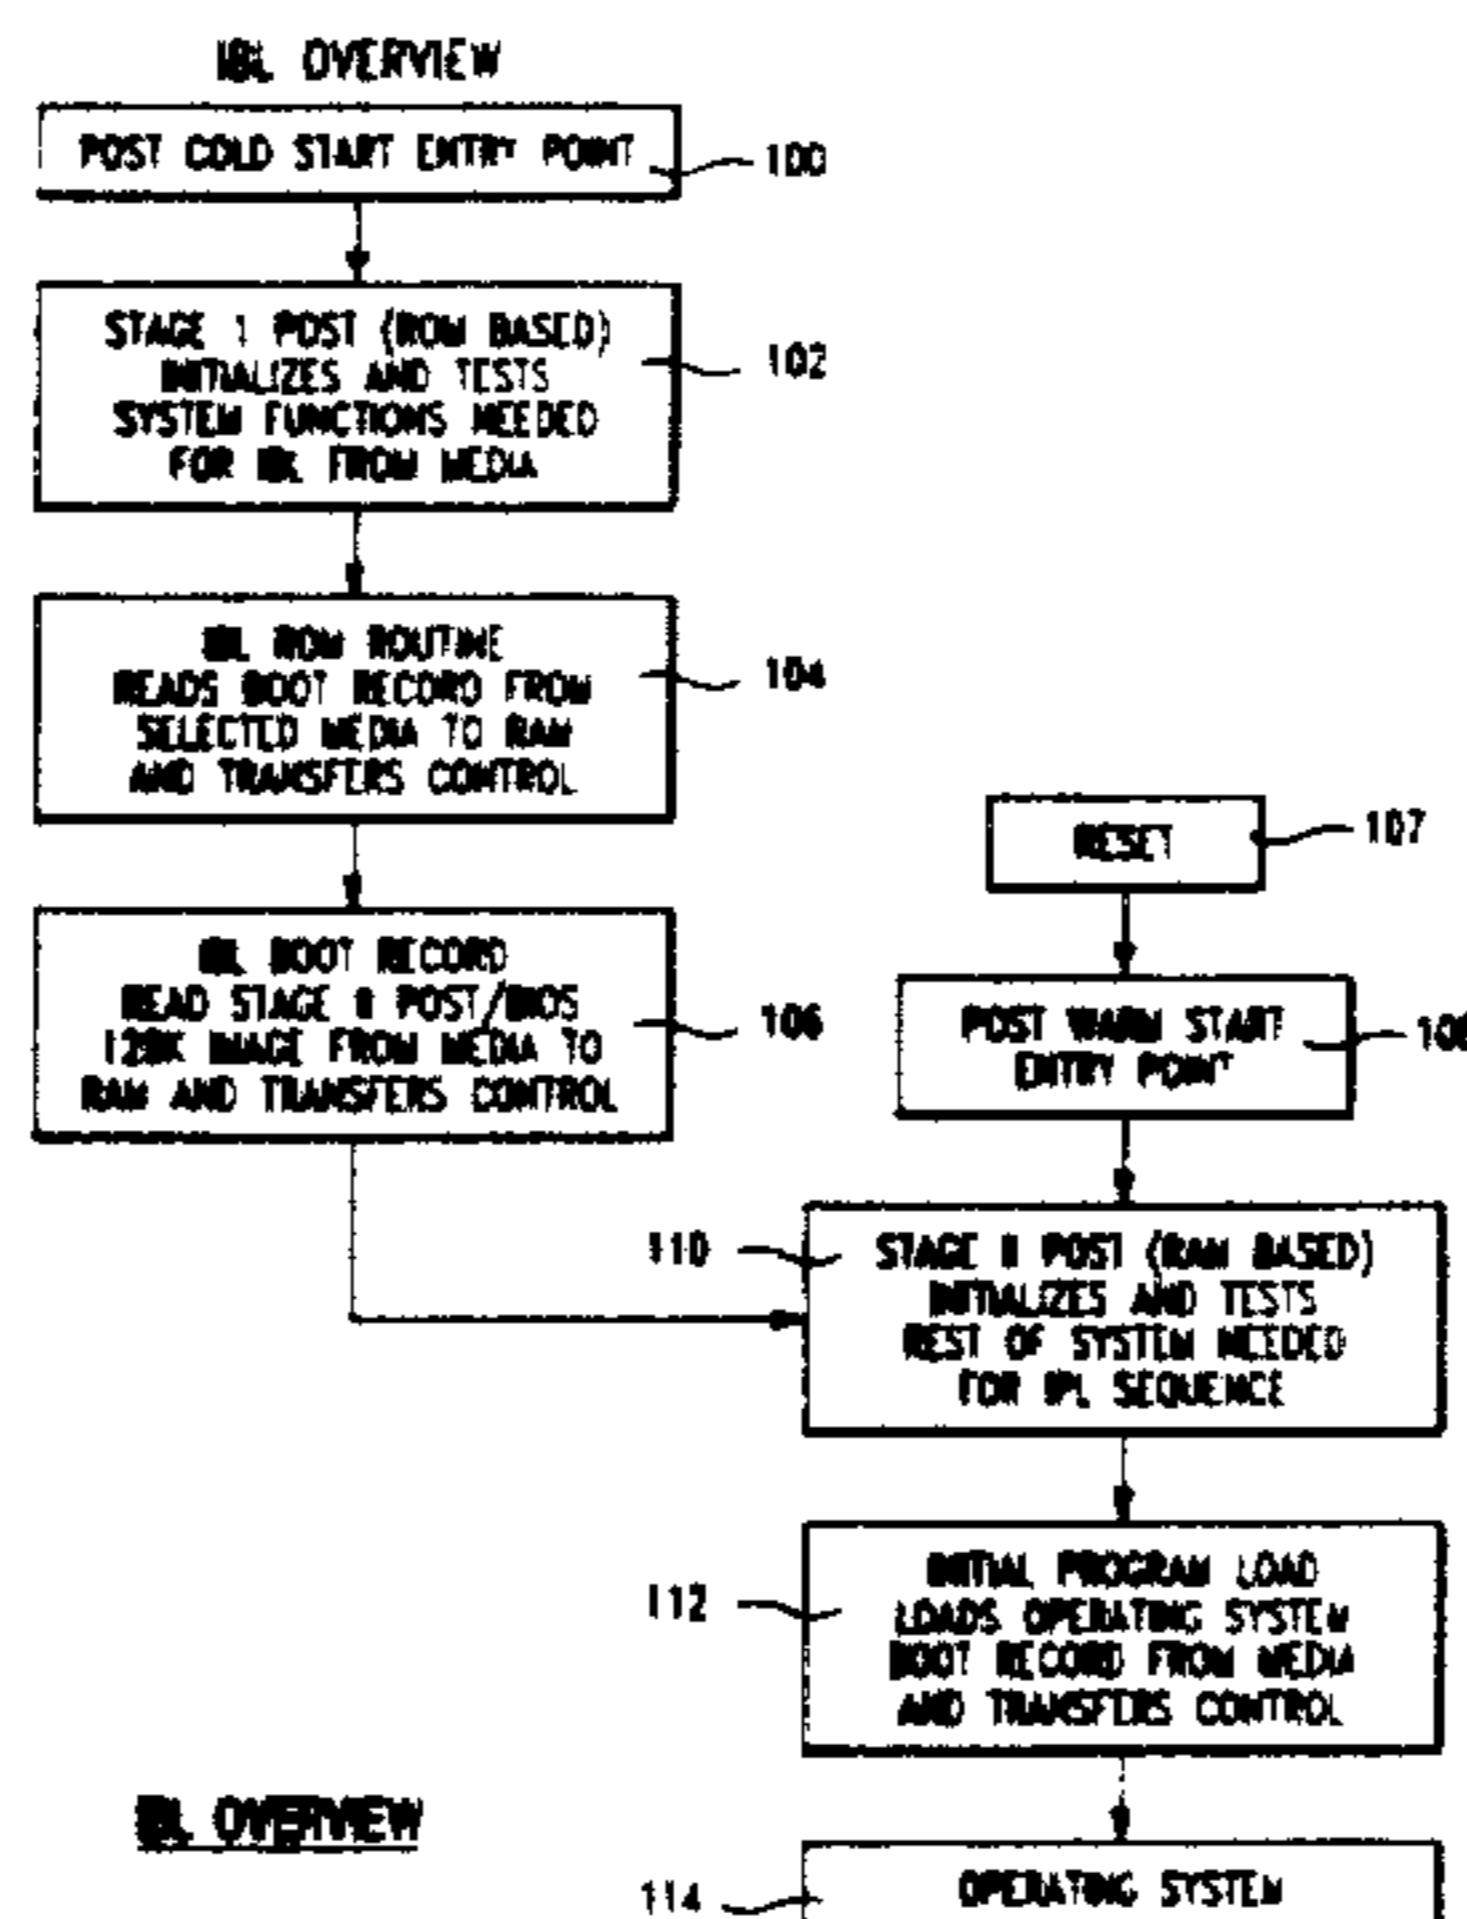 IBL OVERVIEW
POST COLD START ENTRY POINT
100
STAGE I POST (ROM BASED)
INITIALIZES AND TESTS
SYSTEM FUNCTIONS NEEDED
FOR IBL FROM MEDIA
102
IBL ROM ROUTINE
READS BOOT RECORD FROM
SELECTED MEDIA TO RAM
AND TRANSFERS CONTROL
104
IBL BOOT RECORD
READ STAGE II POST/BIOS
128K IMAGE FROM MEDIA TO
RAM AND TRANSFERS CONTROL
106
RESET
107
POST WARM START
ENTRY POINT
110
STAGE II POST (RAM BASED)
INITIALIZES AND TESTS
REST OF SYSTEM NEEDED
FOR IPL SEQUENCE
112
INITIAL PROGRAM LOAD
LOADS OPERATING SYSTEM
BOOT RECORD FROM MEDIA
AND TRANSFERS CONTROL
IBL OVERVIEW
114
OPERATING SYSTEM